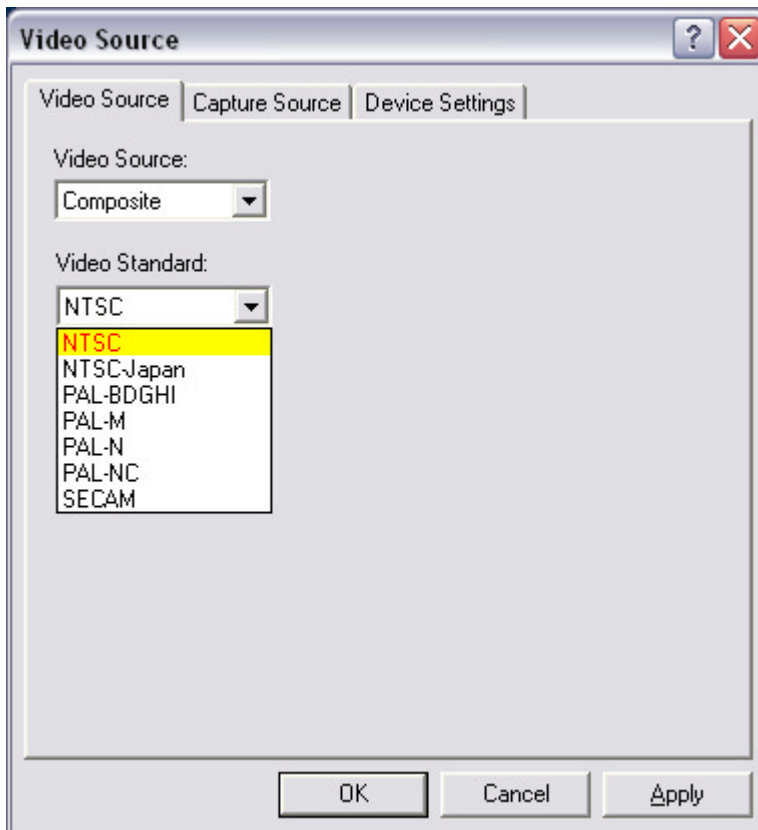 Video Source
Video Source Capture Source Device Settings
Video Source:
Composite
Video Standard:
NTSC
NTSC
NTSC-Japan
PAL-BDGHI
PAL-M
PAL-N
PAL-NC
SECAM
OK Cancel Apply